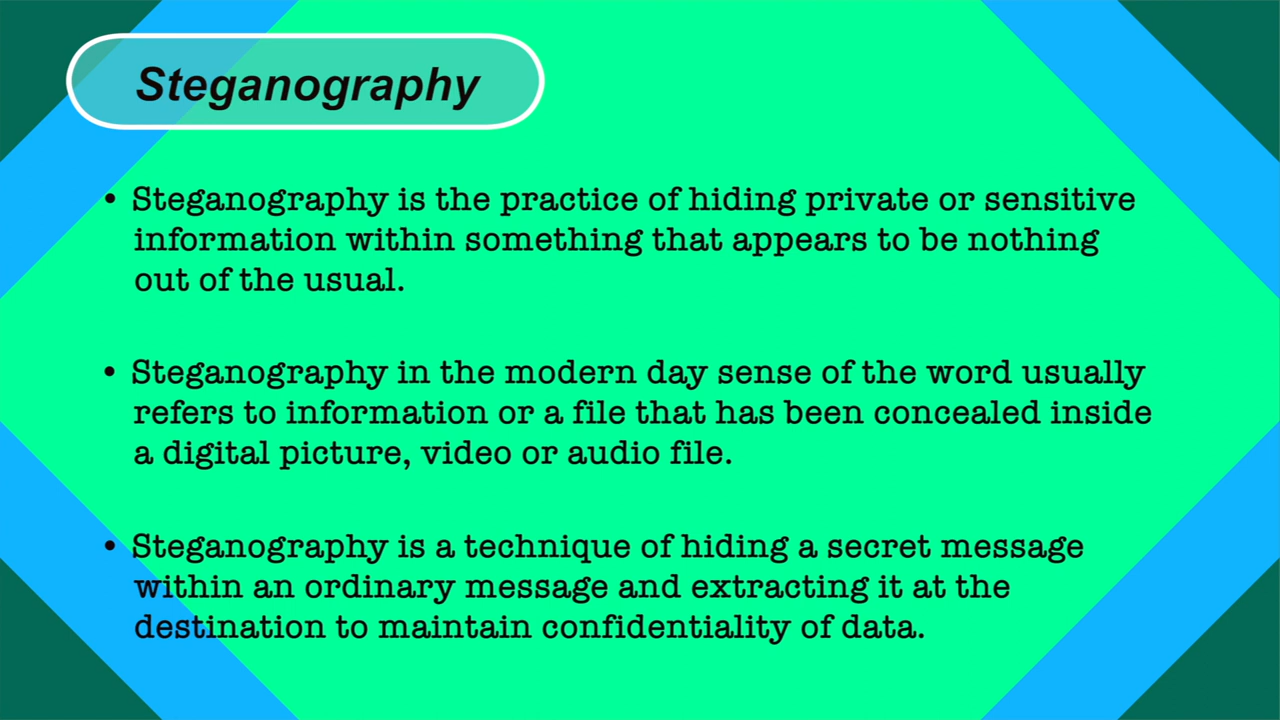 Steganography
• Steganography is the practice of hiding private or sensitive
information within something that appears to be nothing
out of the usual.
• Steganography in the modern day sense of the word usually
refers to information or a file that has been concealed inside
a digital picture, video or audio file.
• Steganography is a technique of hiding a secret message
within an ordinary message and extracting it at the
destination to maintain confidentiality of data.